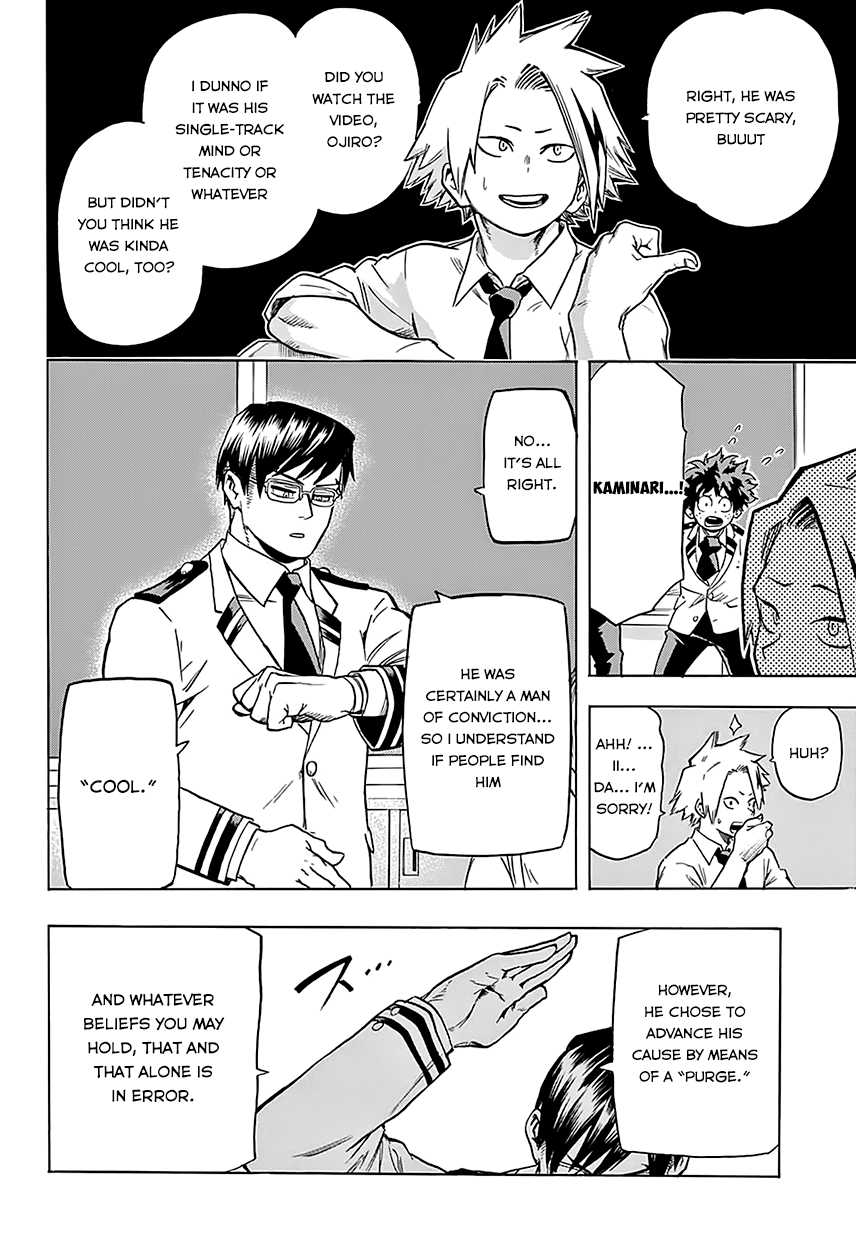 RIGHT, HE WAS
PRETTY SCARY,
BUUUT
DID YOU
WATCH THE
VIDEO,
OJIRO?
I DUNNO IF
IT WAS HIS
SINGLE-TRACK
MIND OR
TENACITY OR
WHATEVER
BUT DIDN'T
YOU THINK HE
WAS KINDA
COOL, TOO?
KAMINARI...!
HUH?
AHH! ...
II...
DA... I'M
SORRY!
NO...
IT'S ALL
RIGHT.
HE WAS
CERTAINLY A MAN
OF CONVICTION...
SO I UNDERSTAND
IF PEOPLE FIND
HIM
"COOL."
HOWEVER,
HE CHOSE TO
ADVANCE HIS
CAUSE BY MEANS
OF A "PURGE."
ス...
AND WHATEVER
BELIEFS YOU MAY
HOLD, THAT AND
THAT ALONE IS
IN ERROR.